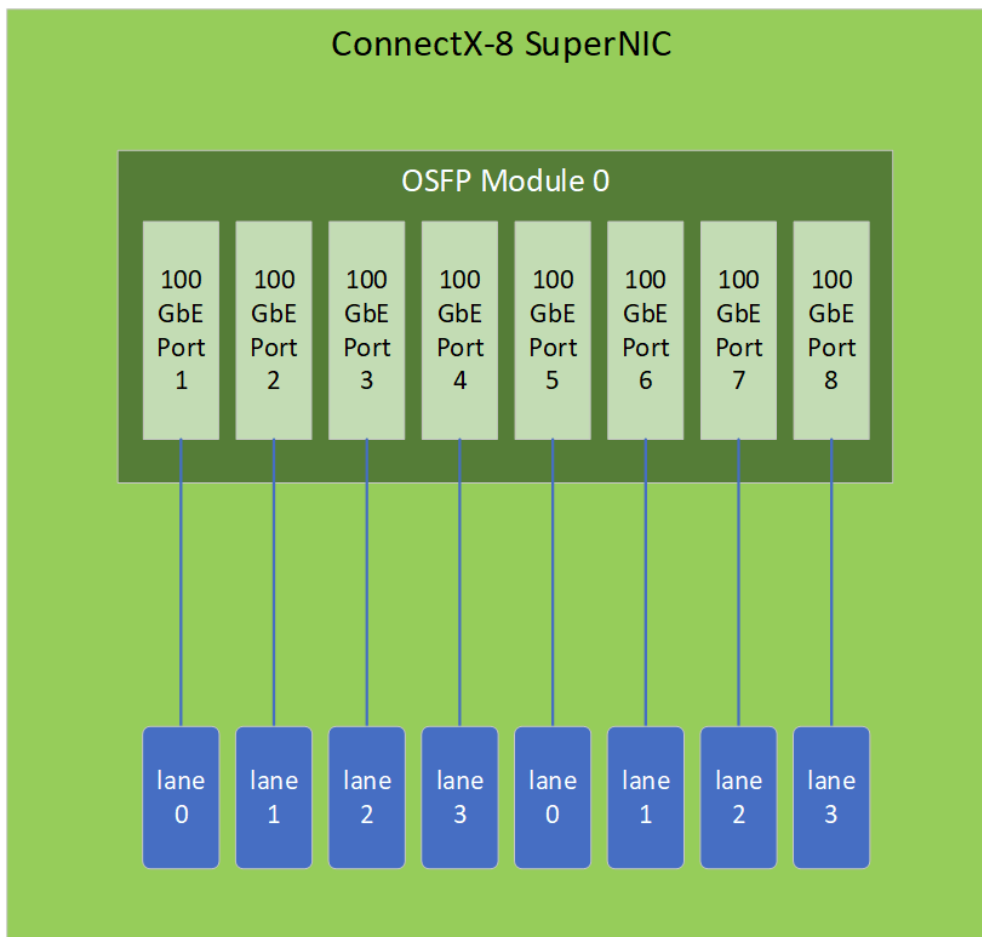 ConnectX-8 SuperNIC
OSFP Module 0
100
GbE
Port
1
100
GbE
Port
2
100
GbE
Port
3
100
GbE
Port
4
100
GbE
Port
5
100
GbE
Port
6
100
GbE
Port
7
100
GbE
Port
8
lane
0
lane
1
lane
2
lane
3
lane
0
lane
1
lane
2
lane
3